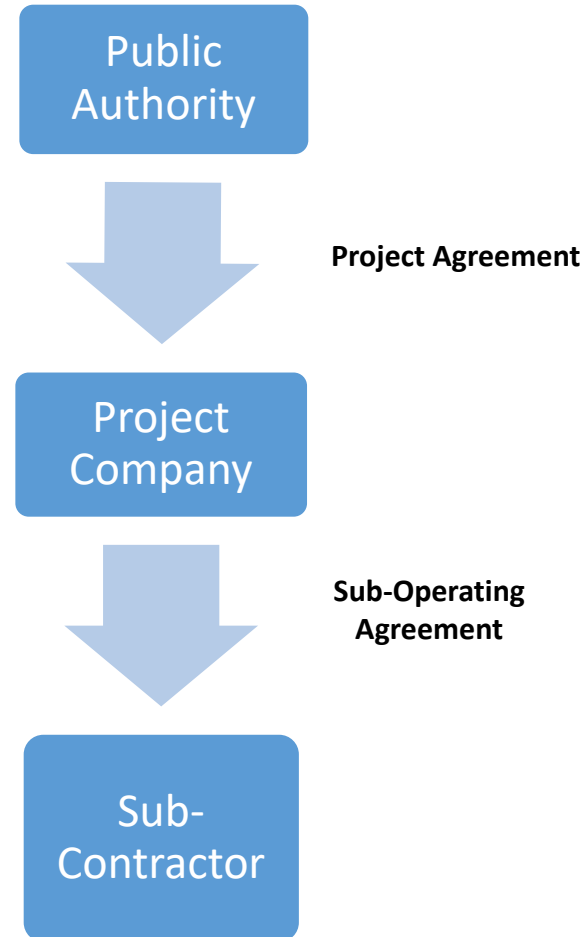 Public
Authority
Project Agreement
Project
Company
Sub-Operating
Agreement
Sub-
Contractor